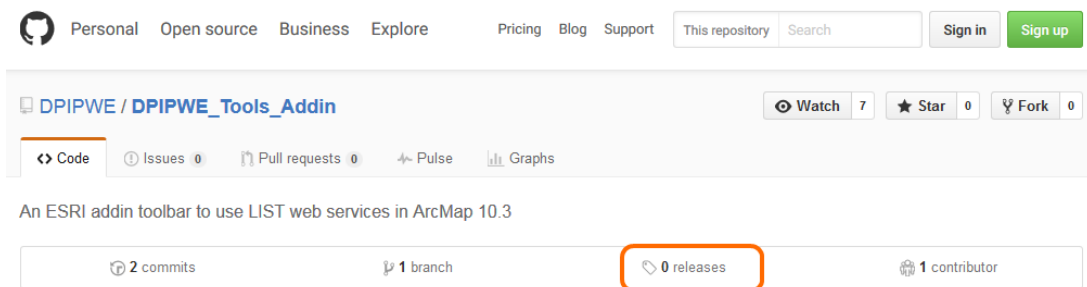 Personal Open source Business Explore Pricing Blog Support This repository Search Sign in Sign up
DPIPWE / DPIPWE_Tools_Addin Watch 7 Star 0 Fork 0
Code Issues 0 Pull requests 0 Pulse Graphs
An ESRI addin toolbar to use LIST web services in ArcMap 10.3
2 commits 1 branch 0 releases 1 contributor